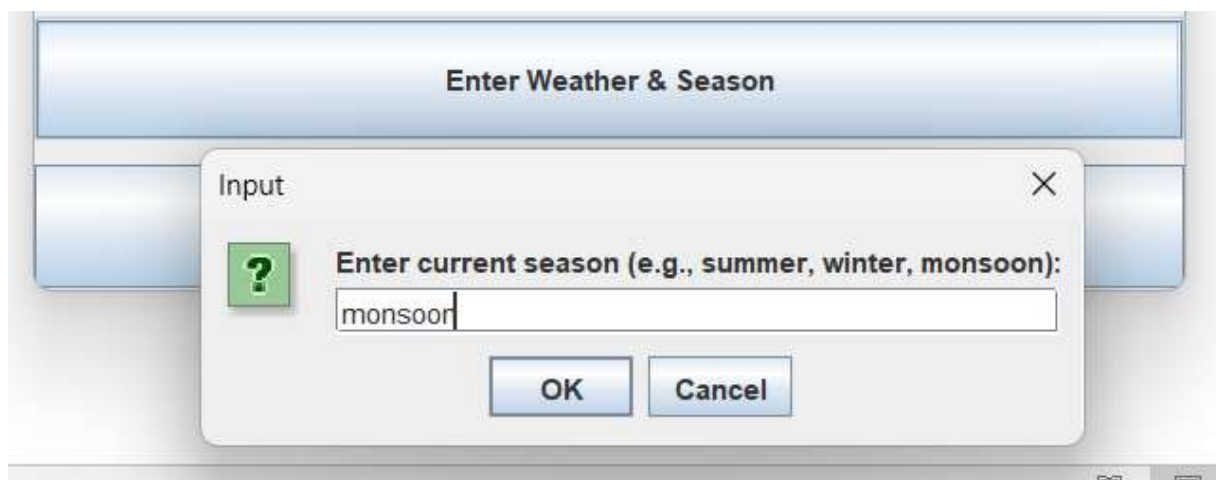 Enter Weather & Season
Input
Enter current season (e.g., summer, winter, monsoon):
monsoon
OK
Cancel